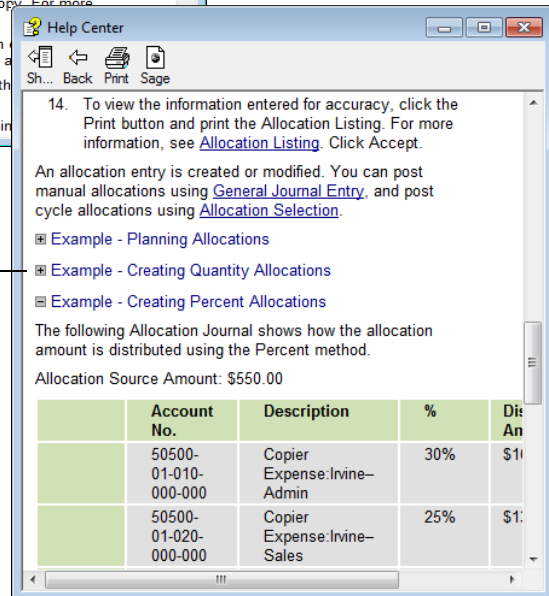 opy. For more
Help Center
Sh... Back Print Sage
14. To view the information entered for accuracy, click the
Print button and print the Allocation Listing. For more
information, see Allocation Listing. Click Accept.
An allocation entry is created or modified. You can post
manual allocations using General Journal Entry, and post
cycle allocations using Allocation Selection.
Example - Planning Allocations
Example - Creating Quantity Allocations
Example - Creating Percent Allocations
The following Allocation Journal shows how the allocation
amount is distributed using the Percent method.
Allocation Source Amount: $550.00
Account Description %
No.
50500- Copier 30%
01-010- Expense:Irvine–
000-000 Admin
50500- Copier 25%
01-020- Expense:Irvine–
000-000 Sales